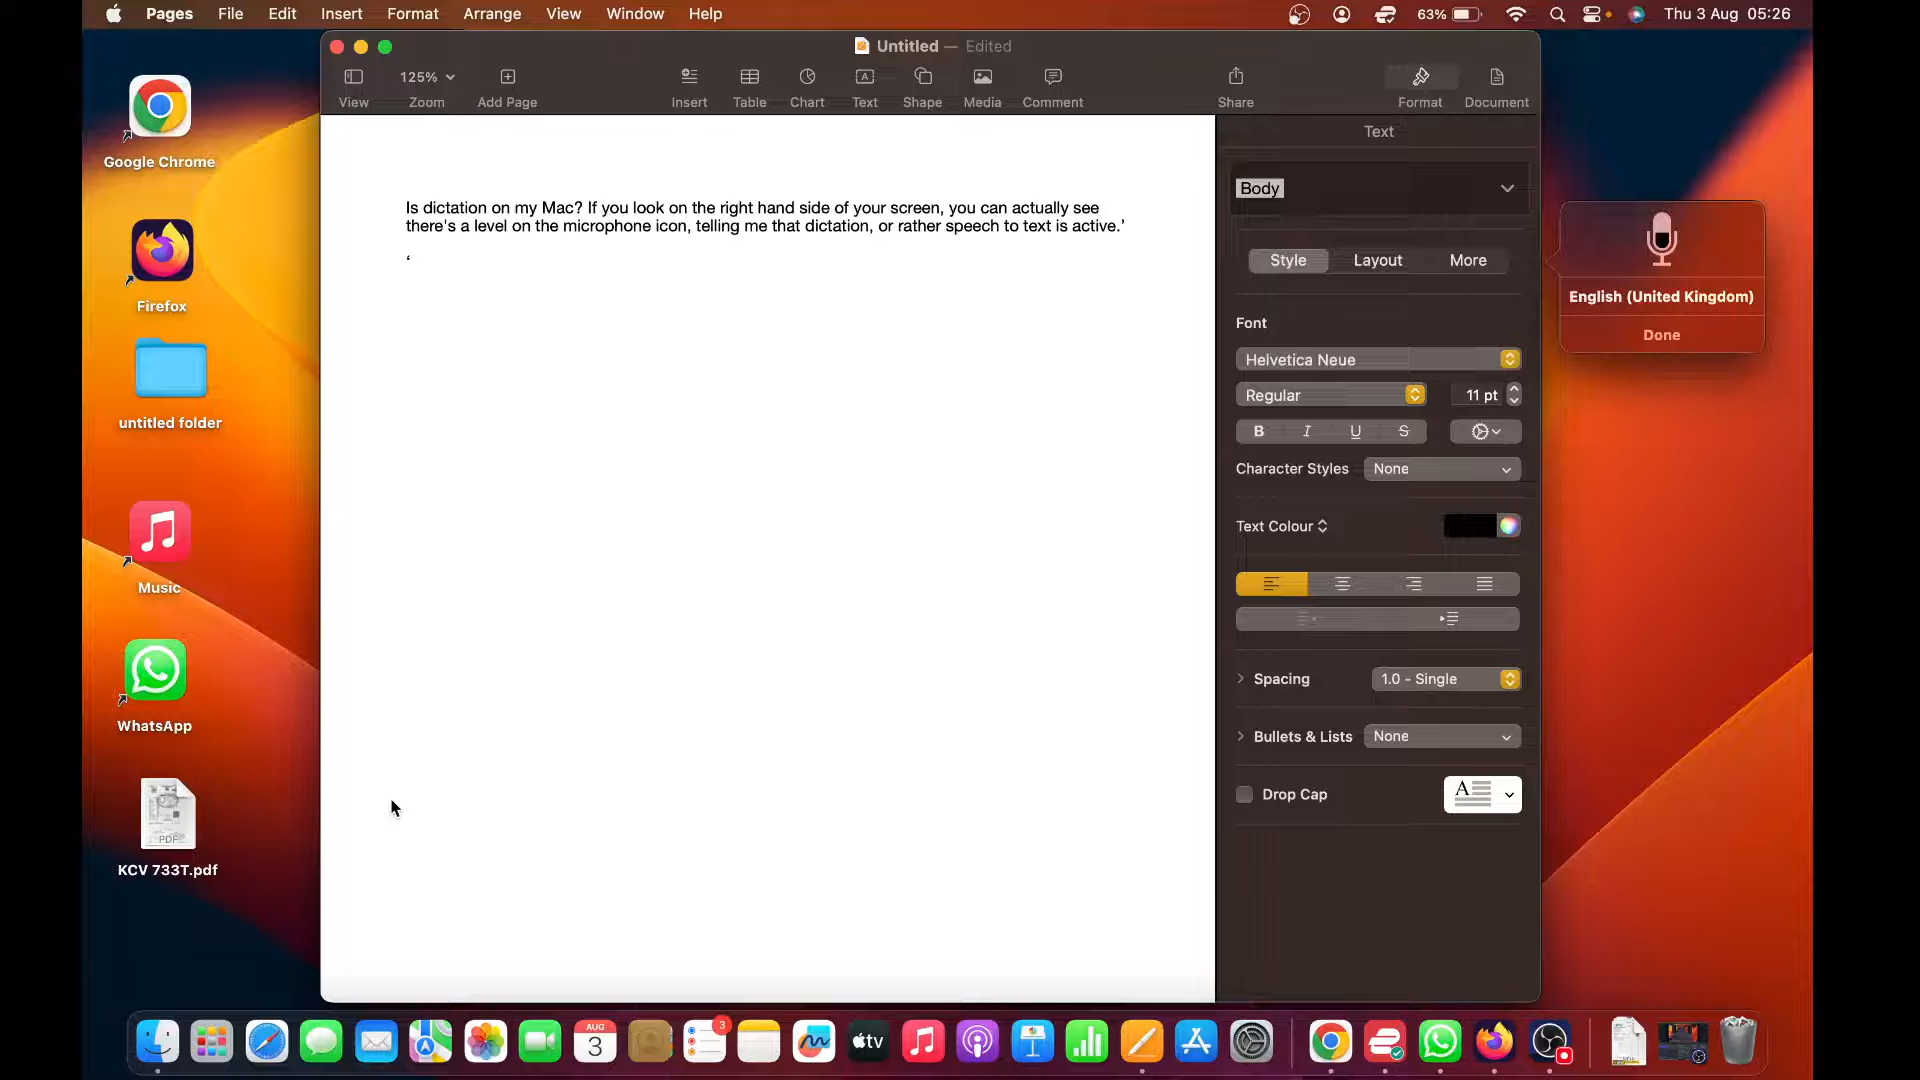 Pages File Edit Insert Format Arrange View Window Help 63% Thu 3 Aug 05:26
Untitled — Edited
125%
View Zoom Add Page Insert Table Chart Text Shape Media Comment Share Format Document
Text
Body
Style Layout More
Font
Helvetica Neue
Regular 11 pt
B I U S
Character Styles None
Text Colour
Spacing 1.0 - Single
Bullets & Lists None
Drop Cap A
Is dictation on my Mac? If you look on the right hand side of your screen, you can actually see
there's a level on the microphone icon, telling me that dictation, or rather speech to text is active.’
‘
English (United Kingdom)
Done
Google Chrome
Firefox
untitled folder
Music
WhatsApp
PDF
KCV 733T.pdf
AUG
3
3
tv